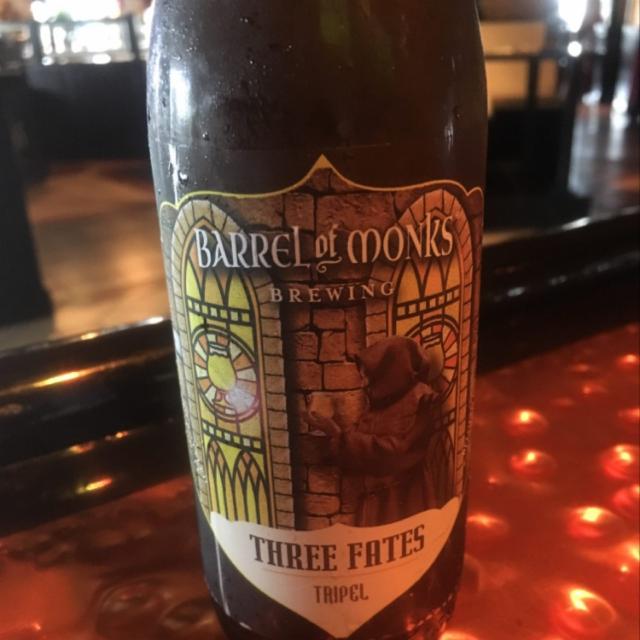 BARREL of MONKS
BREWING
THREE FATES
TRIPEL